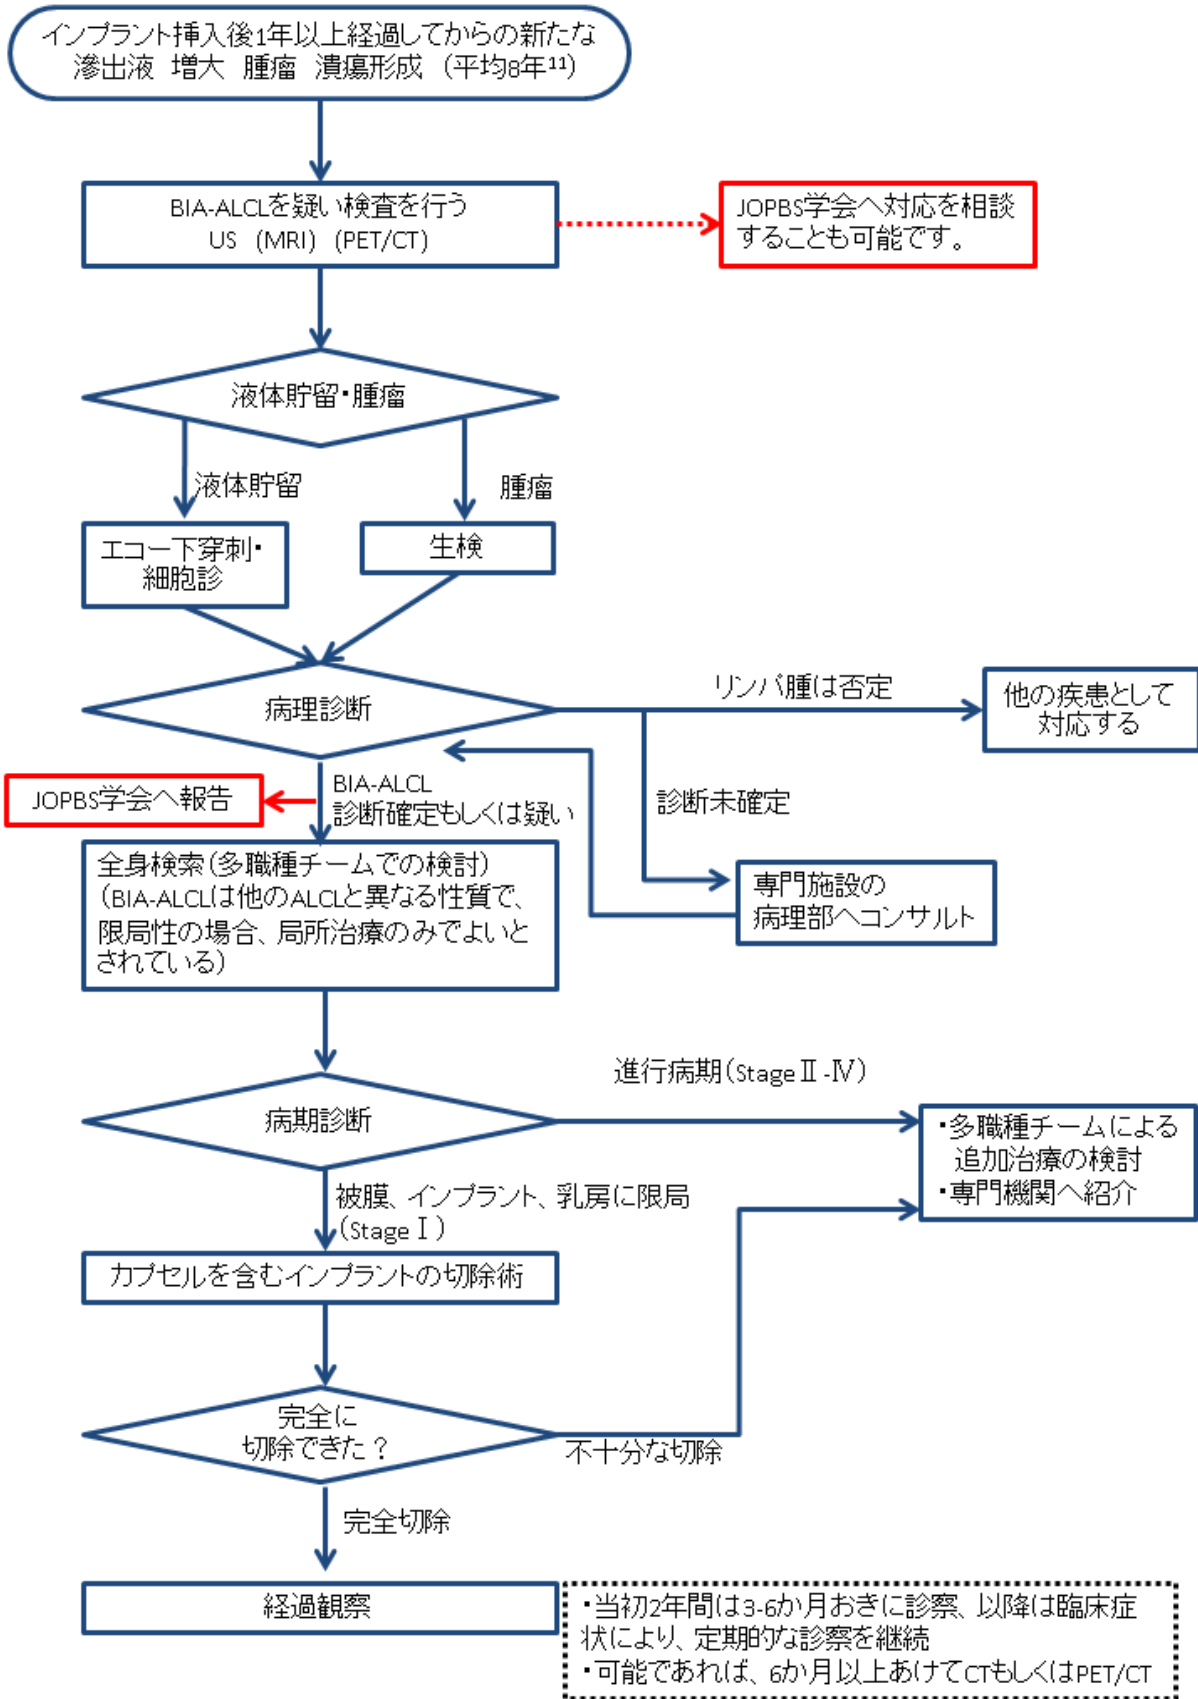 インプラント挿入後1年以上経過してからの新たな
滲出液 増大 腫瘤 潰瘍形成 (平均8年¹¹)
BIA-ALCLを疑い検査を行う
US (MRI) (PET/CT)
JOPBS学会へ対応を相談
することも可能です。
液体貯留・腫瘤
液体貯留
腫瘤
エコー下穿刺・
細胞診
生検
病理診断
リンパ腫は否定
他の疾患として
対応する
JOPBS学会へ報告
BIA-ALCL
診断確定もしくは疑い
診断未確定
専門施設の
病理部へコンサルト
全身検索(多職種チームでの検討)
(BIA-ALCLは他のALCLと異なる性質で、
限局性の場合、局所治療のみでよいと
されている)
病期診断
進行病期(StageⅡ-Ⅳ)
・多職種チームによる
追加治療の検討
・専門機関へ紹介
被膜、インプラント、乳房に限局
(StageⅠ)
カプセルを含むインプラントの切除術
完全に
切除できた?
不十分な切除
完全切除
経過観察
・当初2年間は3-6か月おきに診察、以降は臨床症
状により、定期的な診察を継続
・可能であれば、6か月以上あけてCTもしくはPET/CT